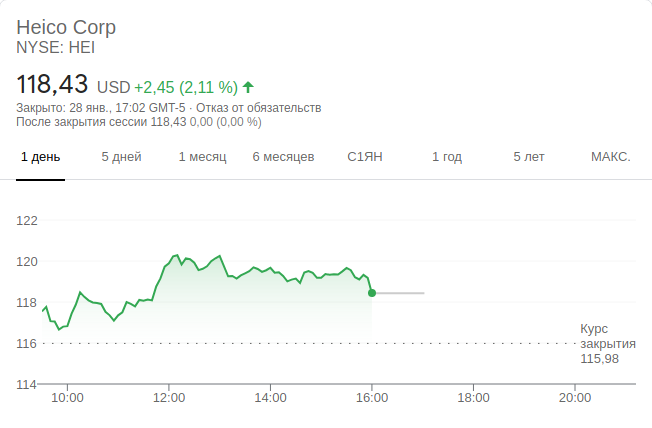 Heico Corp
NYSE: HEI
118,43 USD +2,45 (2,11 %)
Закрыто: 28 янв., 17:02 GMT-5 · Отказ от обязательств
После закрытия сессии 118,43 0,00 (0,00 %)
1 день 5 дней 1 месяц 6 месяцев С1ЯН 1 год 5 лет МАКС.
122
120
118
116
114
Курс
закрытия
115,98
10:00 12:00 14:00 16:00 18:00 20:00